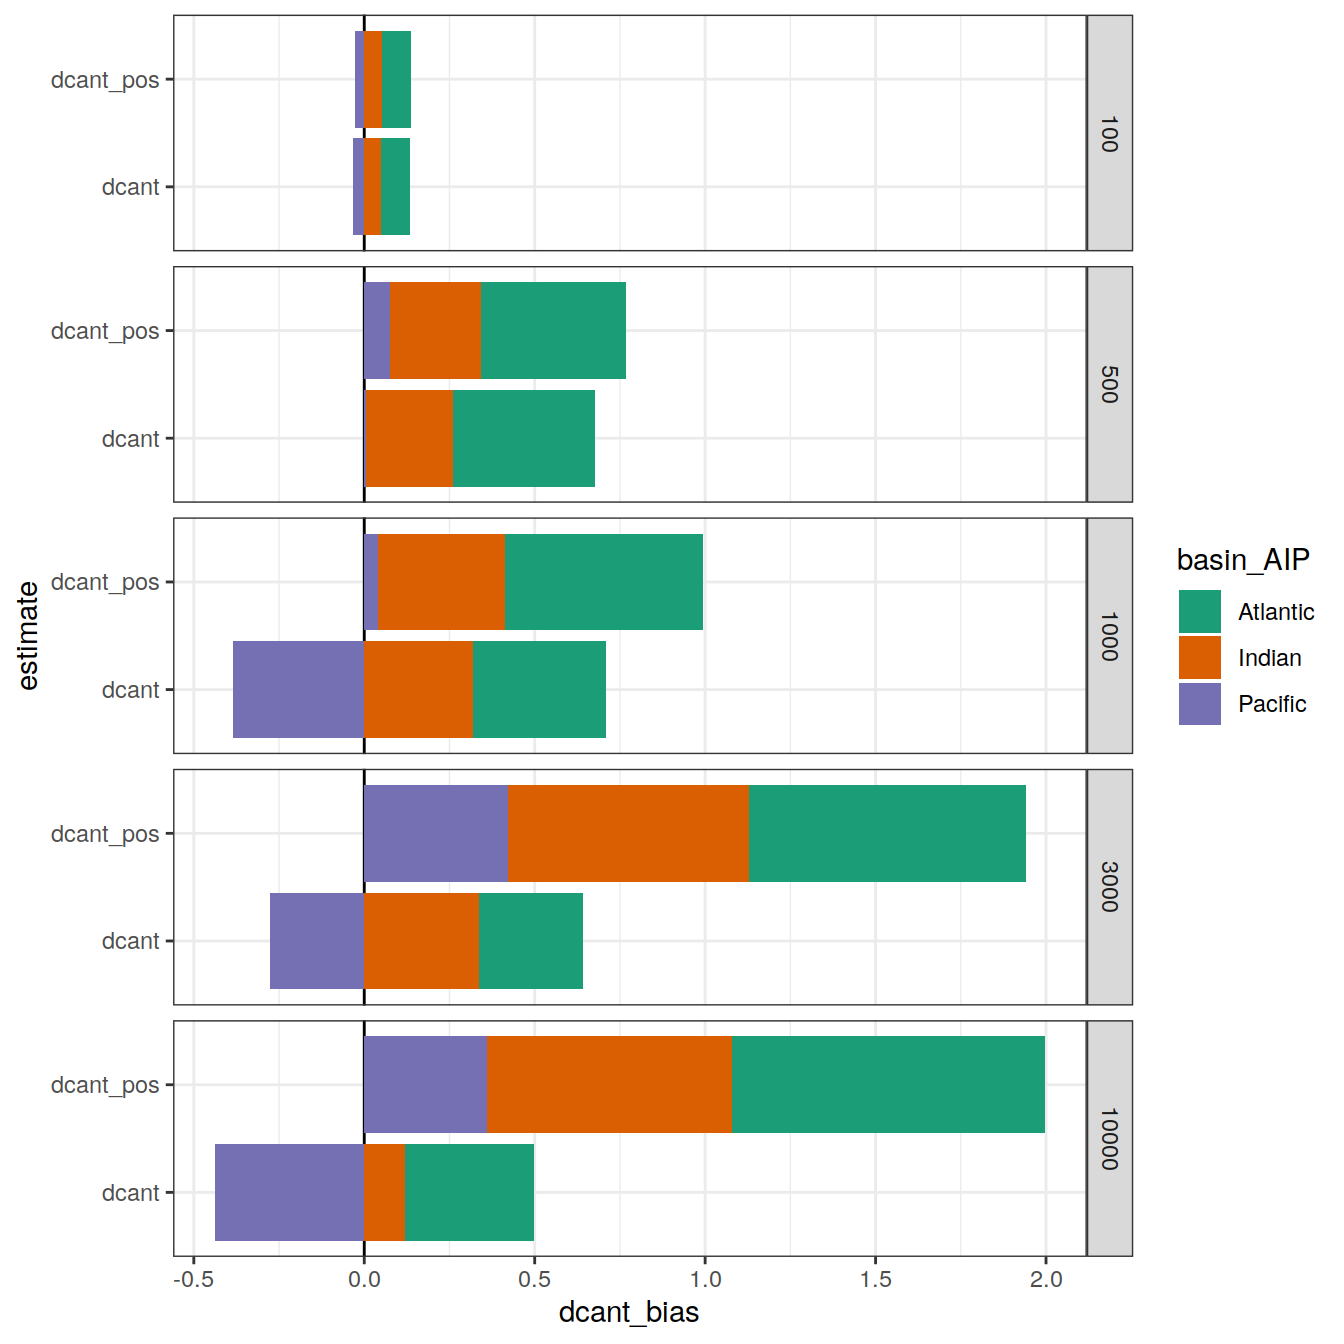 dcant_pos
dcant
100
dcant_pos
dcant
500
dcant_pos
dcant
1000
dcant_pos
dcant
3000
dcant_pos
dcant
10000
estimate
-0.5 0.0 0.5 1.0 1.5 2.0
dcant_bias
basin_AIP
Atlantic
Indian
Pacific